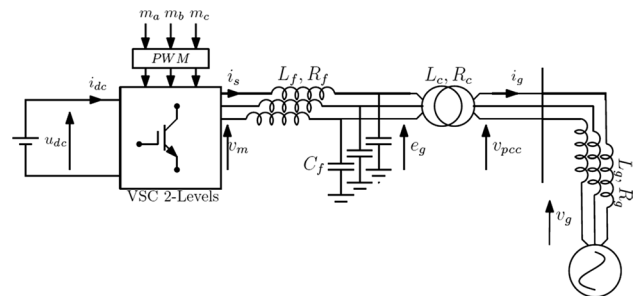 m_a m_b m_c
PWM
i_dc
u_dc
VSC 2-Levels
i_s
L_f, R_f
v_m
C_f
e_g
L_c, R_c
i_g
v_pcc
L_g, R_g
v_g